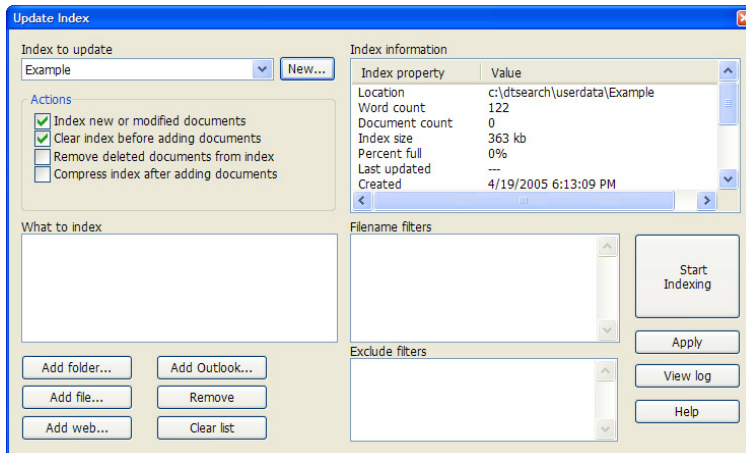 Update Index
Index to update
Example
New...
Actions
Index new or modified documents
Clear index before adding documents
Remove deleted documents from index
Compress index after adding documents
Index information
Index property Value
Location c:\dtsearch\userdata\Example
Word count 122
Document count 0
Index size 363 kb
Percent full 0%
Last updated ---
Created 4/19/2005 6:13:09 PM
What to index
Add folder... Add Outlook...
Add file... Remove
Add web... Clear list
Filename filters
Exclude filters
Start
Indexing
Apply
View log
Help